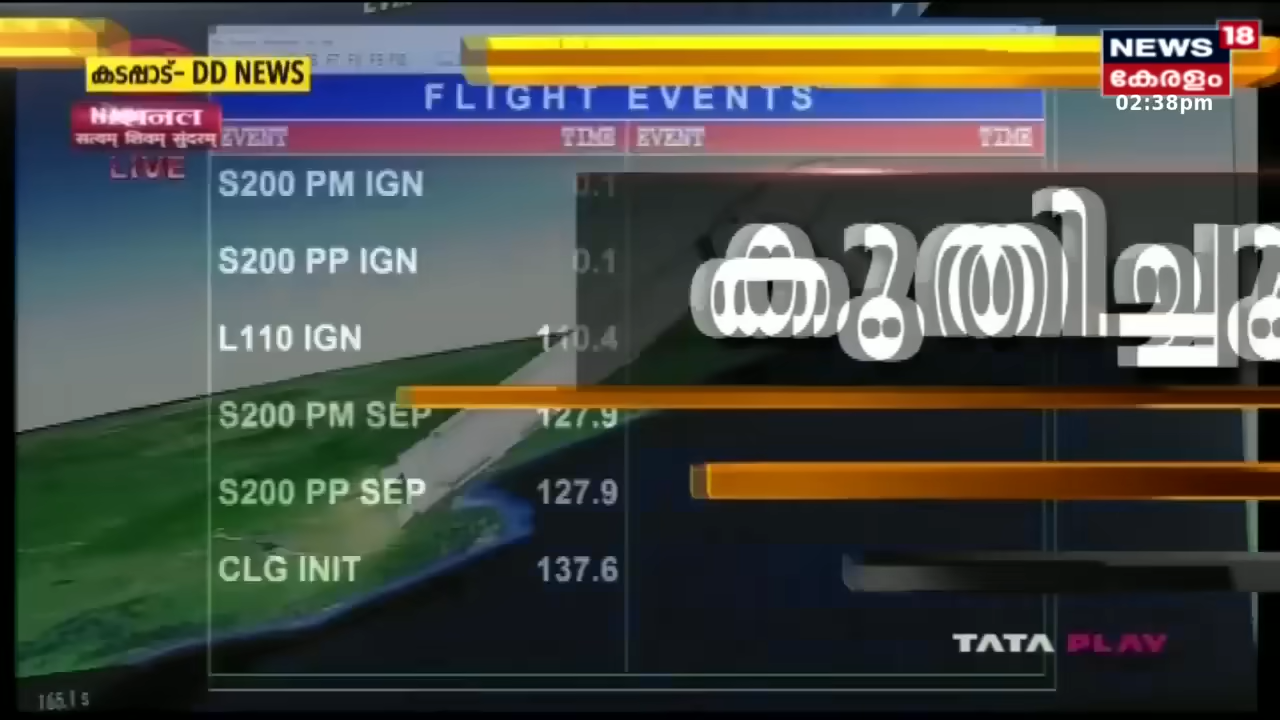 കടപ്പാട്- DD NEWS
NEWS 18
കേരളം
02:38pm
FLIGHT EVENTS
सत्यम् शिवम् सुंदरम्
LIVE
EVENT TIME EVENT TIME
S200 PM IGN 0.1
S200 PP IGN 0.1
L110 IGN 110.4
S200 PM SEP 127.9
S200 PP SEP 127.9
CLG INIT 137.6
കുതിച്ചു
TATA PLAY
165.1 s